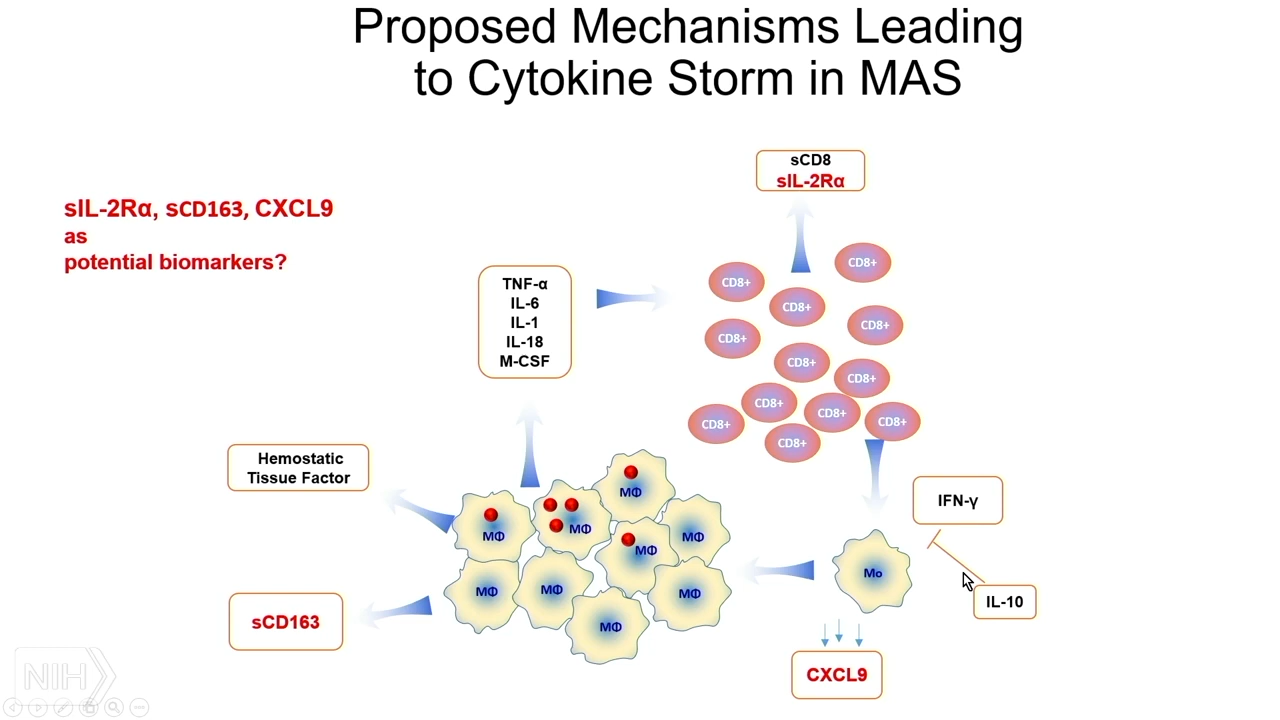 Proposed Mechanisms Leading
to Cytokine Storm in MAS
sIL-2Rα, sCD163, CXCL9
as
potential biomarkers?
sCD8
sIL-2Rα
TNF-α
IL-6
IL-1
IL-18
M-CSF
CD8+
CD8+
CD8+
CD8+
CD8+
CD8+
CD8+
CD8+
CD8+
CD8+
CD8+
CD8+
Hemostatic
Tissue Factor
MΦ
MΦ
MΦ
MΦ
MΦ
MΦ
MΦ
MΦ
MΦ
IFN-γ
Mo
IL-10
sCD163
CXCL9
NIH